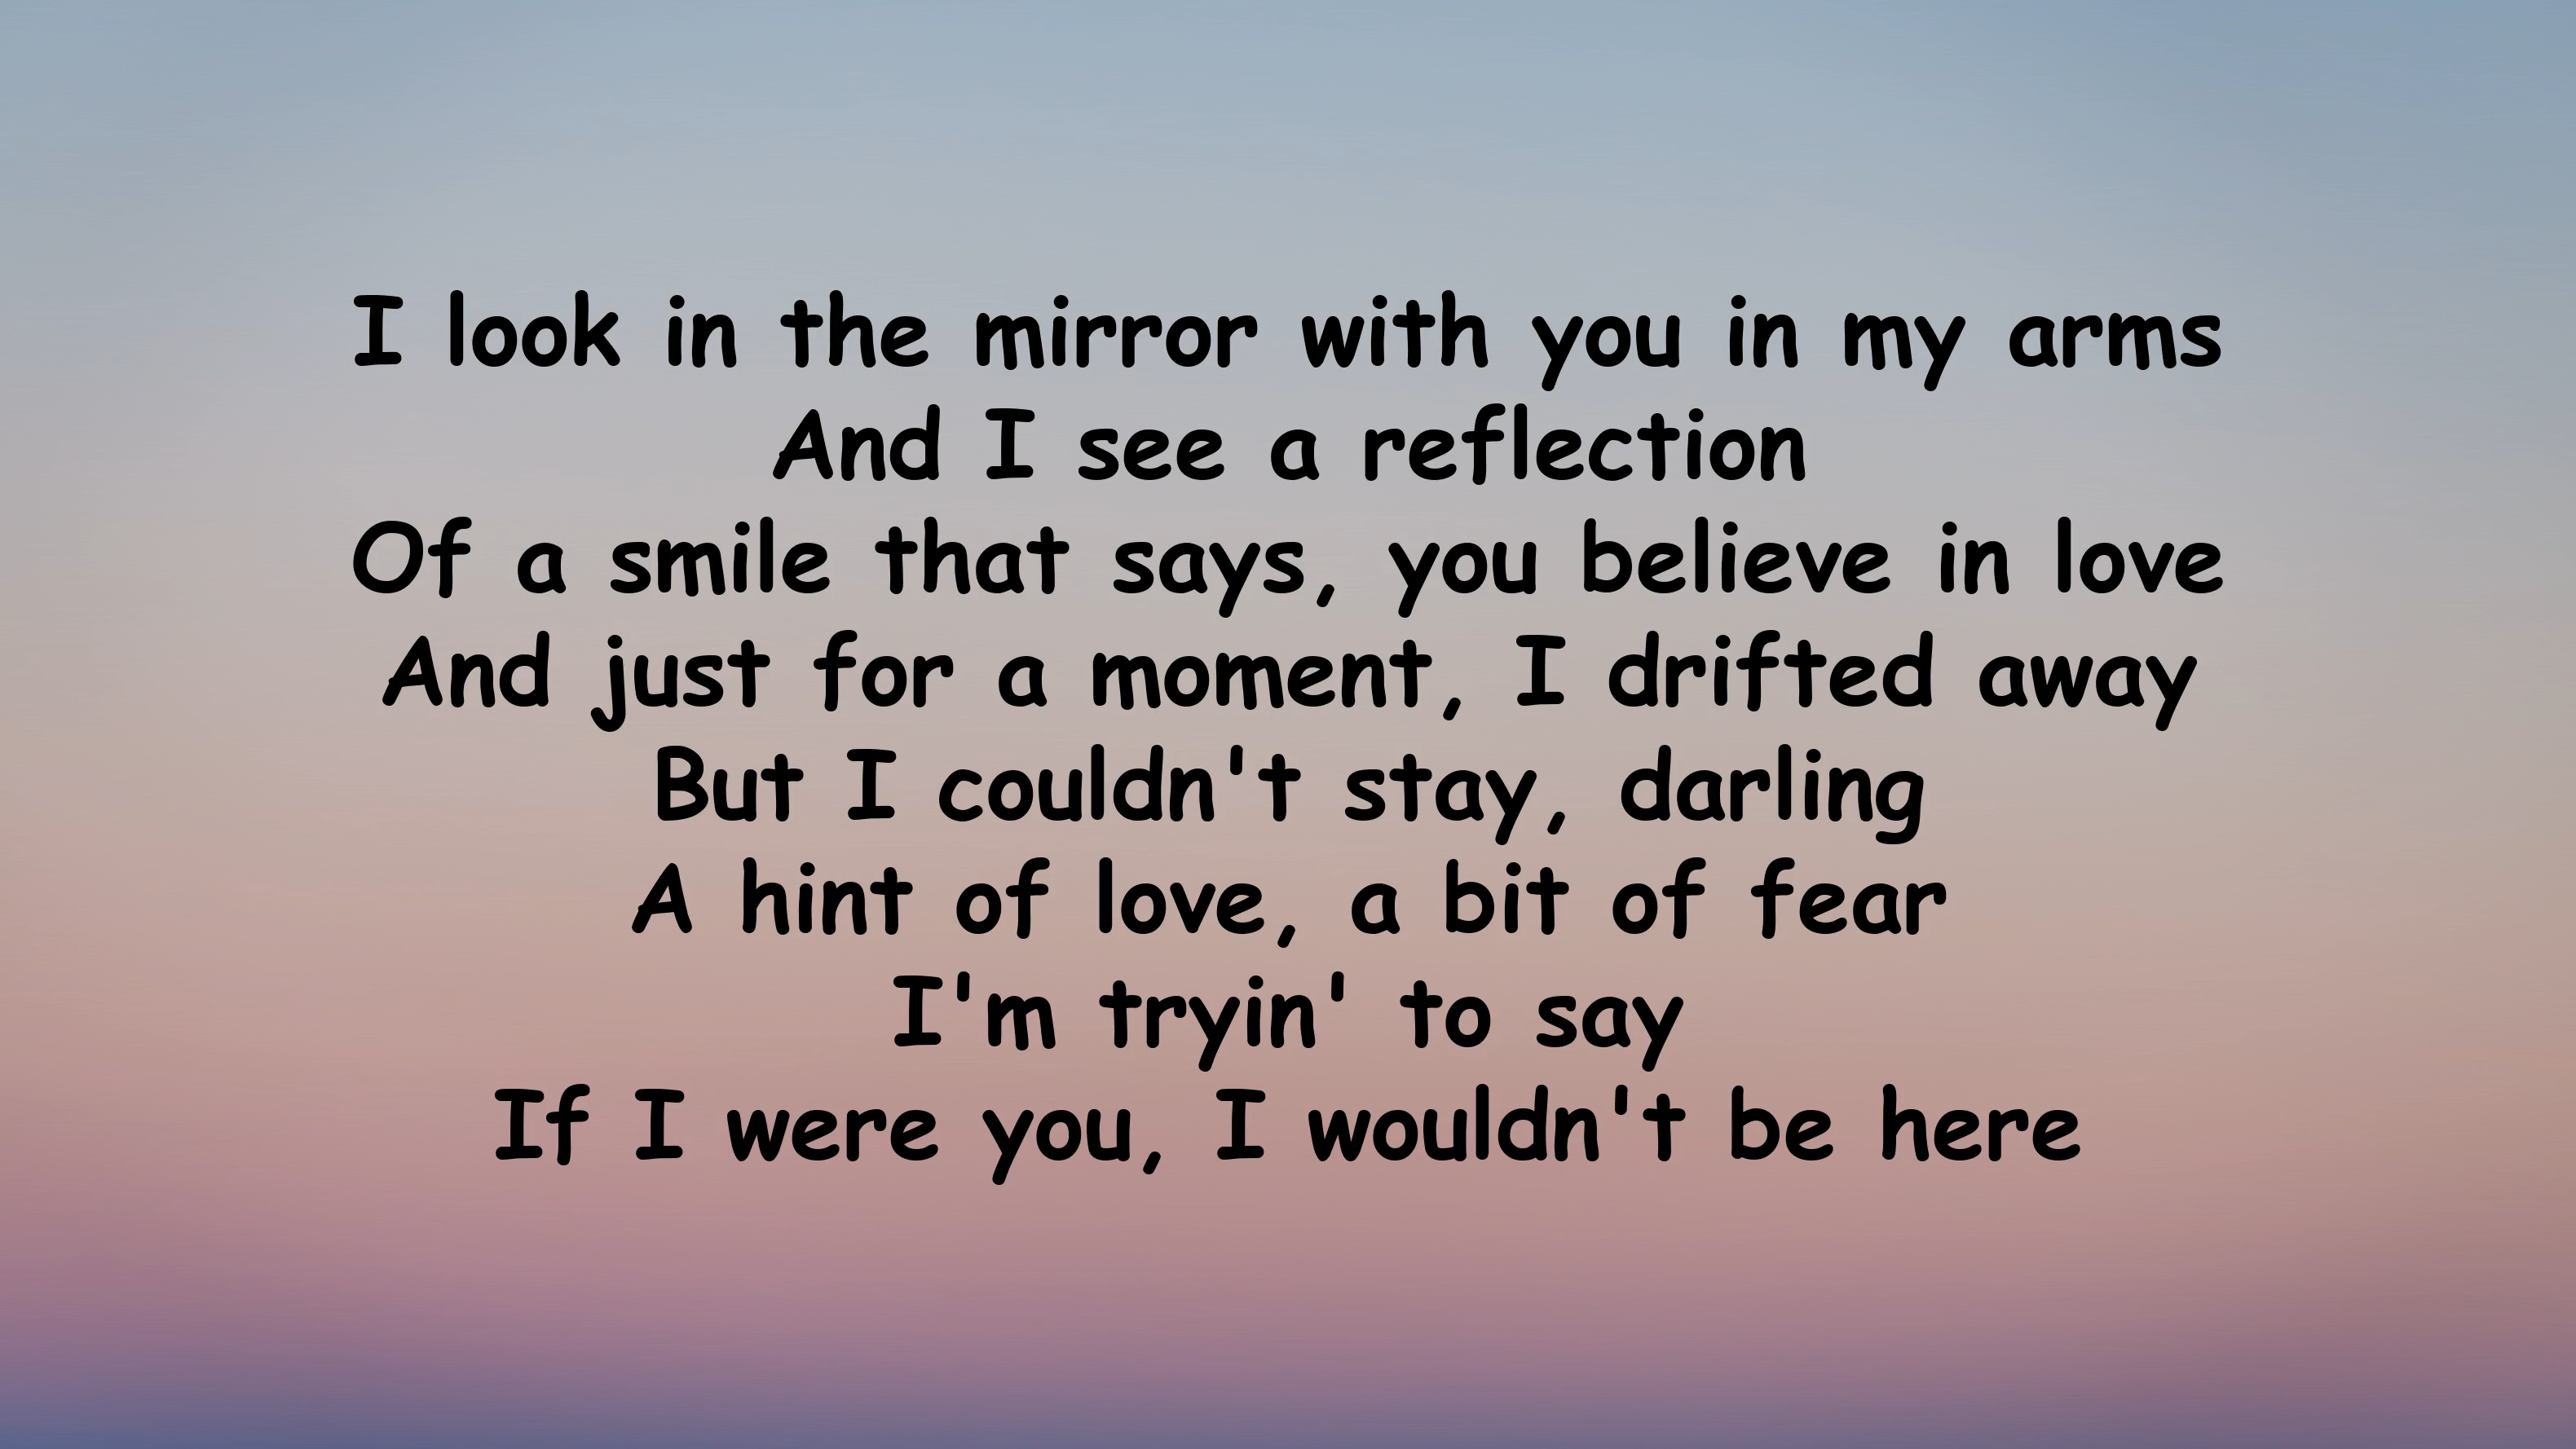 I look in the mirror with you in my arms
And I see a reflection
Of a smile that says, you believe in love
And just for a moment, I drifted away
But I couldn't stay, darling
A hint of love, a bit of fear
I'm tryin' to say
If I were you, I wouldn't be here